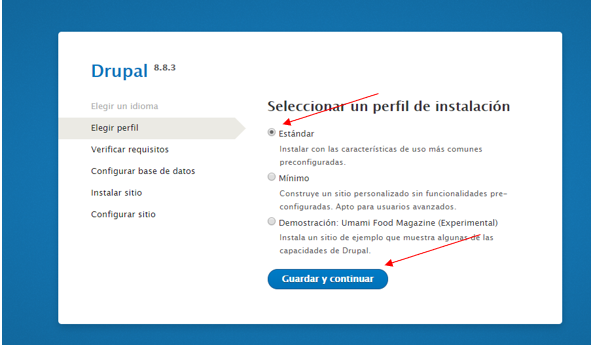 Drupal 8.8.3
Elegir un idioma
Elegir perfil
Verificar requisitos
Configurar base de datos
Instalar sitio
Configurar sitio
Seleccionar un perfil de instalación
Estándar
Instalar con las características de uso más comunes
preconfiguradas.
Mínimo
Construye un sitio personalizado sin funcionalidades pre-
configuradas. Apto para usuarios avanzados.
Demostración: Umami Food Magazine (Experimental)
Instala un sitio de ejemplo que muestra algunas de las
capacidades de Drupal.
Guardar y continuar